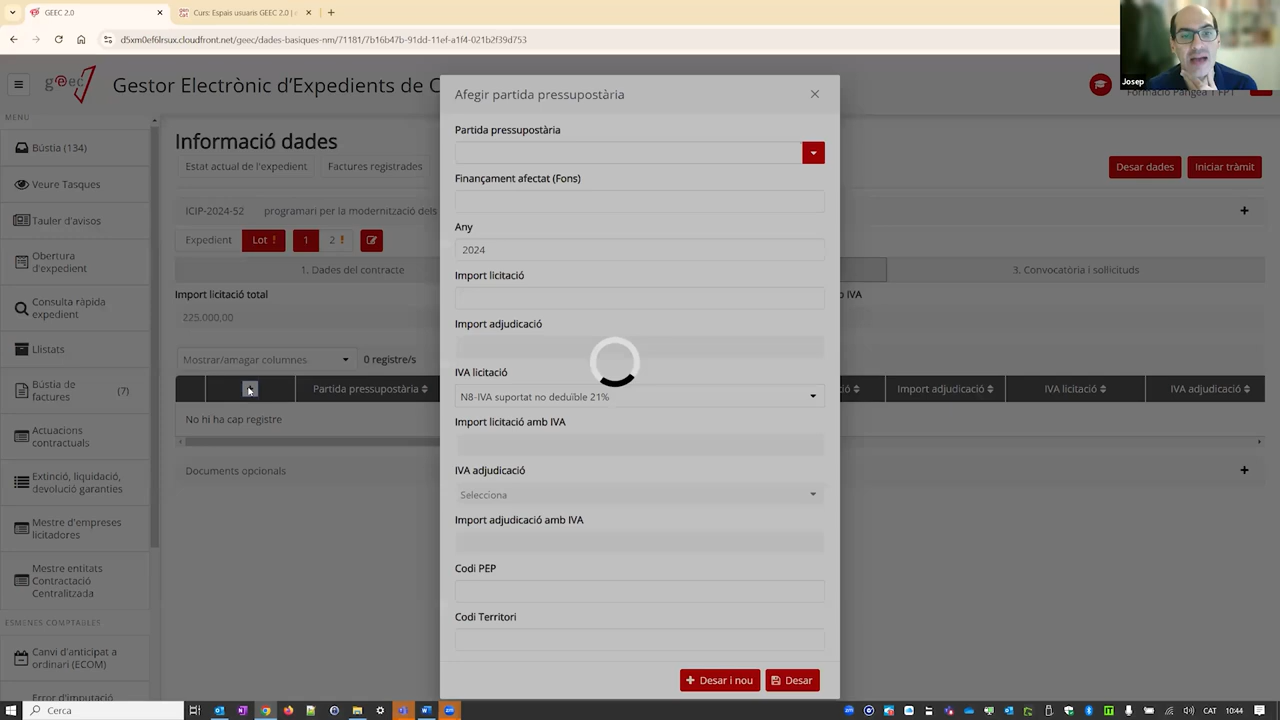 GEEC 2.0
Curs: Espais usuaris GEEC 2.0 |
d5xm0ef6lrsux.cloudfront.net/geec/dades-basiques-nm/71181/7b16b47b-91dd-11ef-a1f4-021b2f39d753
Josep
geec
Gestor Electrònic d'Expedients de C
Formació Pangea 1 FPT
MENÚ
Bústia (134)
Veure Tasques
Tauler d'avisos
Obertura
d'expedient
Consulta ràpida
expedient
Llistats
Bústia de
factures
(7)
Actuacions
contractuals
Extinció, liquidació,
devolució garanties
Mestre d'empreses
licitadores
Mestre entitats
Contractació
Centralitzada
ESMENES COMPTABLES
Canvi d'anticipat a
ordinari (ECOM)
Error d'imputació
Informació dades
Estat actual de l'expedient
Factures registrades
Desar dades
Iniciar tràmit
ICIP-2024-52
programari per la modernització dels
Expedient
Lot !
1
2 !
1. Dades del contracte
3. Convocatòria i sol·licituds
Import licitació total
IVA
225.000,00
Mostrar/amagar columnes
0 registre/s
Partida pressupostària
Import adjudicació
IVA licitació
IVA adjudicació
No hi ha cap registre
Documents opcionals
Afegir partida pressupostària
Partida pressupostària
Finançament afectat (Fons)
Any
2024
Import licitació
Import adjudicació
IVA licitació
N8-IVA suportat no deduïble 21%
Import licitació amb IVA
IVA adjudicació
Selecciona
Import adjudicació amb IVA
Codi PEP
Codi Territori
Desar i nou
Desar
Cerca
CAT
10:44